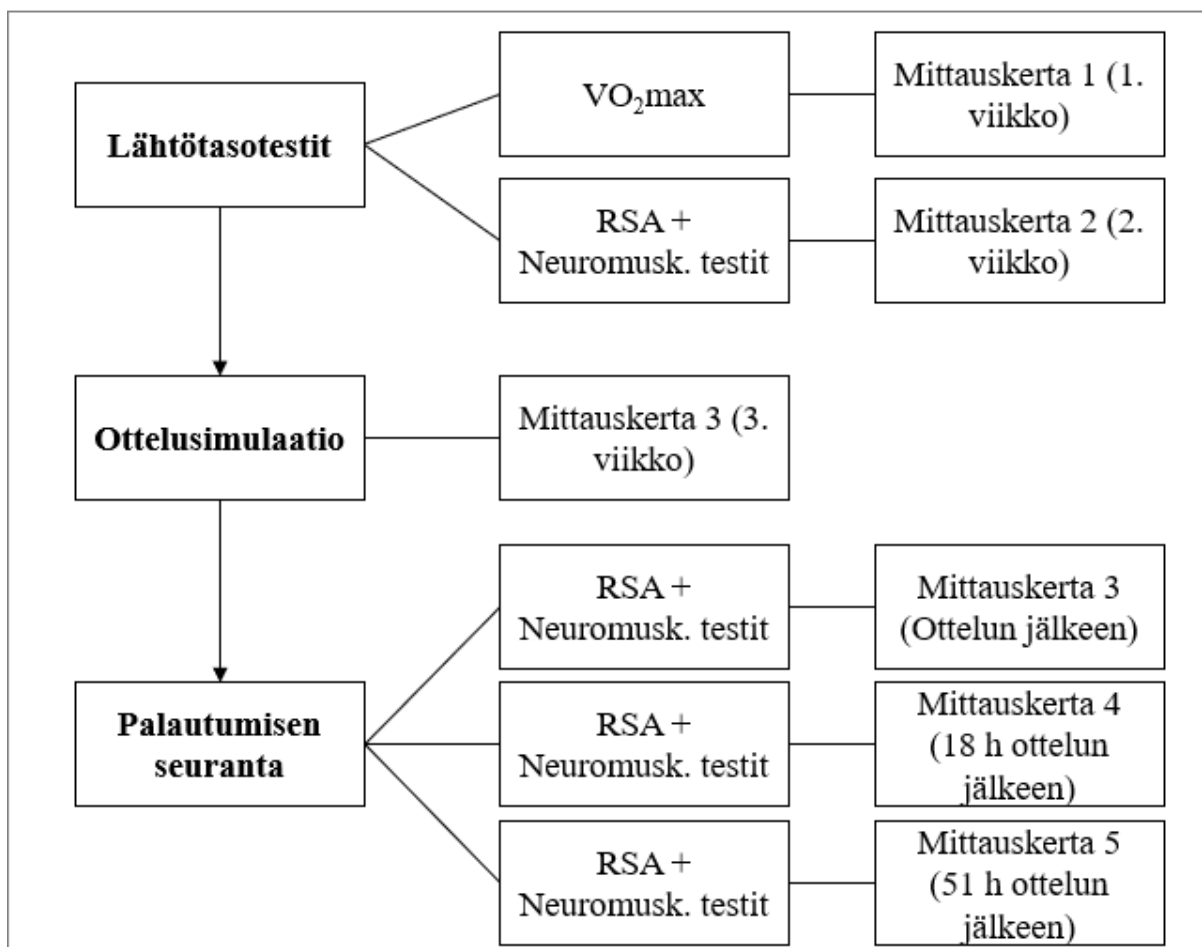 Lähtötasotestit
VO₂max
Mittauskerta 1 (1.
viikko)
RSA +
Neuromusk. testit
Mittauskerta 2 (2.
viikko)
Ottelusimulaatio
Mittauskerta 3 (3.
viikko)
Palautumisen
seuranta
RSA +
Neuromusk. testit
Mittauskerta 3
(Ottelun jälkeen)
RSA +
Neuromusk. testit
Mittauskerta 4
(18 h ottelun
jälkeen)
RSA +
Neuromusk. testit
Mittauskerta 5
(51 h ottelun
jälkeen)